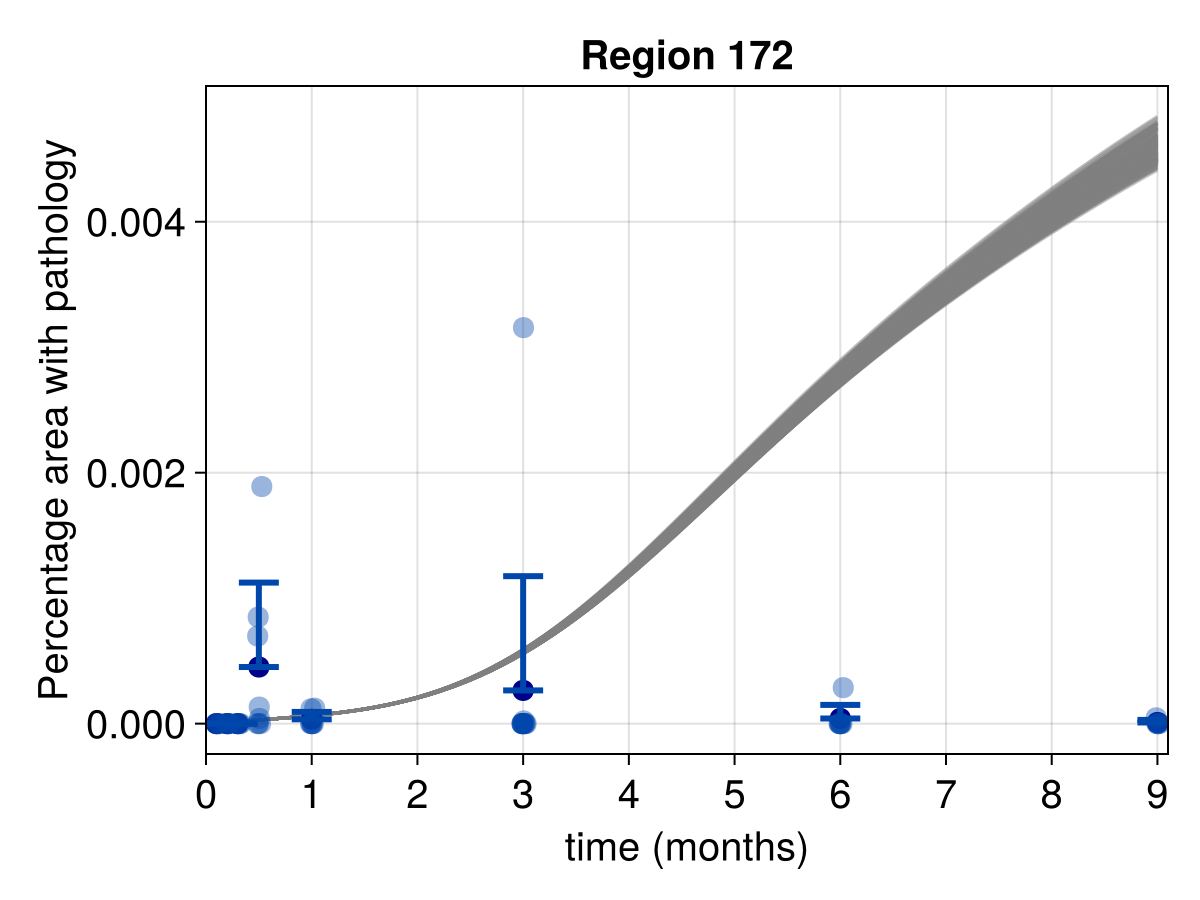 Region 172
Percentage area with pathology
0.004
0.002
0.000
0 1 2 3 4 5 6 7 8 9
time (months)